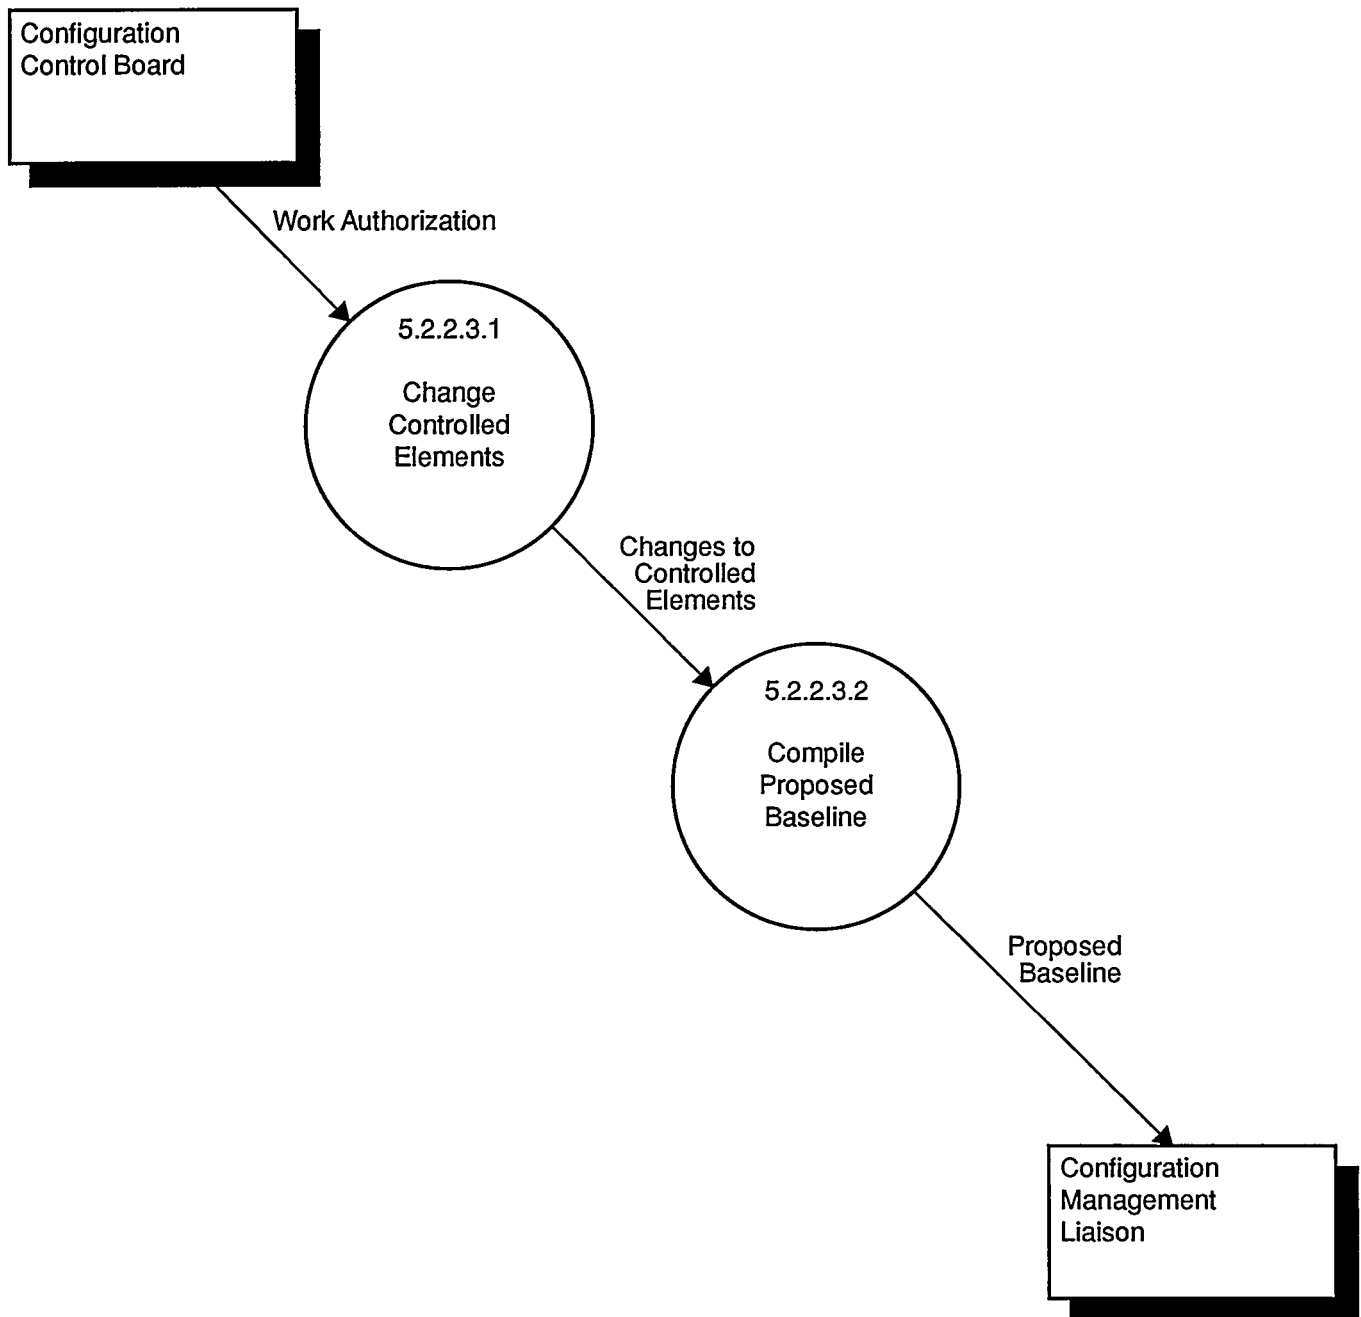 Configuration
Control Board
Work Authorization
5.2.2.3.1
Change
Controlled
Elements
Changes to
Controlled
Elements
5.2.2.3.2
Compile
Proposed
Baseline
Proposed
Baseline
Configuration
Management
Liaison